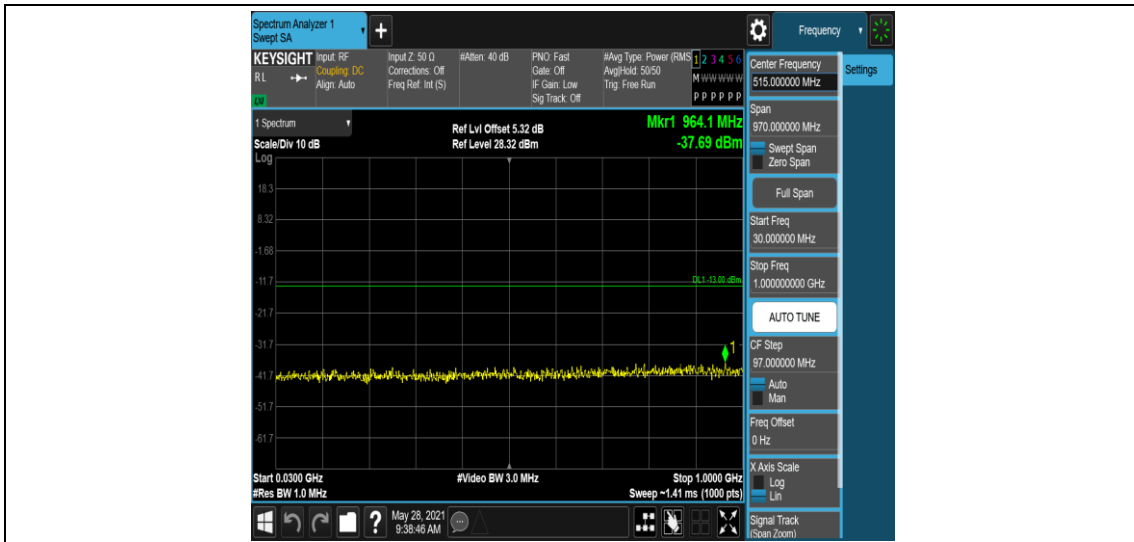 Spectrum Analyzer 1
Swept SA
Frequency
KEYSIGHT
RL
LXI
Input: RF
Coupling: DC
Align: Auto
Input Z: 50 Ω
Corrections: Off
Freq Ref: Int (S)
#Atten: 40 dB
PNO: Fast
Gate: Off
IF Gain: Low
Sig Track: Off
#Avg Type: Power (RMS
Avg|Hold: 50/50
Trig: Free Run
1 2 3 4 5 6
M W W W W W
P P P P P P
1 Spectrum
Scale/Div 10 dB
Log
Ref Lvl Offset 5.32 dB
Ref Level 28.32 dBm
Mkr1 964.1 MHz
-37.69 dBm
18.3
8.32
-1.68
-11.7
DL1 -13.00 dBm
-21.7
-31.7
1
-41.7
-51.7
-61.7
Start 0.0300 GHz
#Res BW 1.0 MHz
#Video BW 3.0 MHz
Stop 1.0000 GHz
Sweep ~1.41 ms (1000 pts)
Center Frequency
515.000000 MHz
Settings
Span
970.000000 MHz
Swept Span
Zero Span
Full Span
Start Freq
30.000000 MHz
Stop Freq
1.000000000 GHz
AUTO TUNE
CF Step
97.000000 MHz
Auto
Man
Freq Offset
0 Hz
X Axis Scale
Log
Lin
Signal Track
(Span Zoom)
?
May 28, 2021
9:38:46 AM